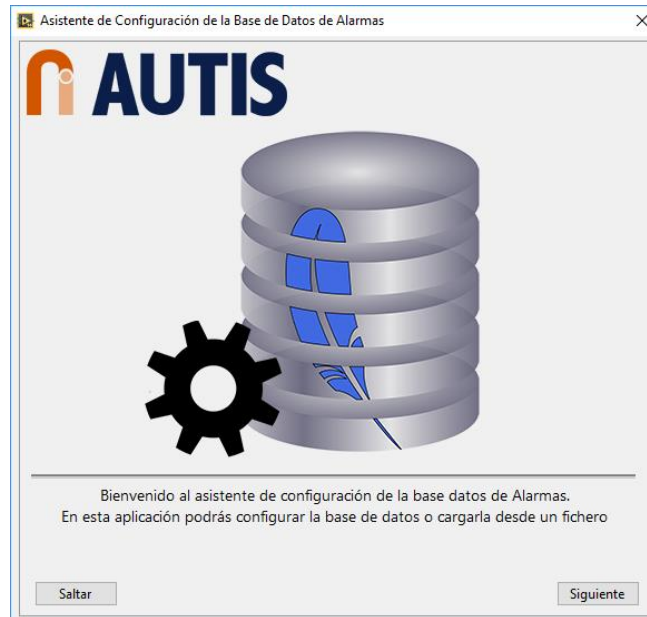 Asistente de Configuración de la Base de Datos de Alarmas
AUTIS
Bienvenido al asistente de configuración de la base datos de Alarmas.
En esta aplicación podrás configurar la base de datos o cargarla desde un fichero
Saltar
Siguiente